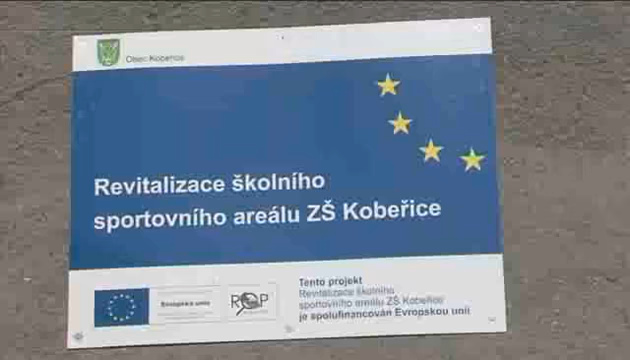 Obec Kobeřice
Revitalizace školního
sportovního areálu ZŠ Kobeřice
Evropská unie
ROP
Tento projekt
Revitalizace školního
sportovního areálu ZŠ Kobeřice
je spolufinancován Evropskou unií